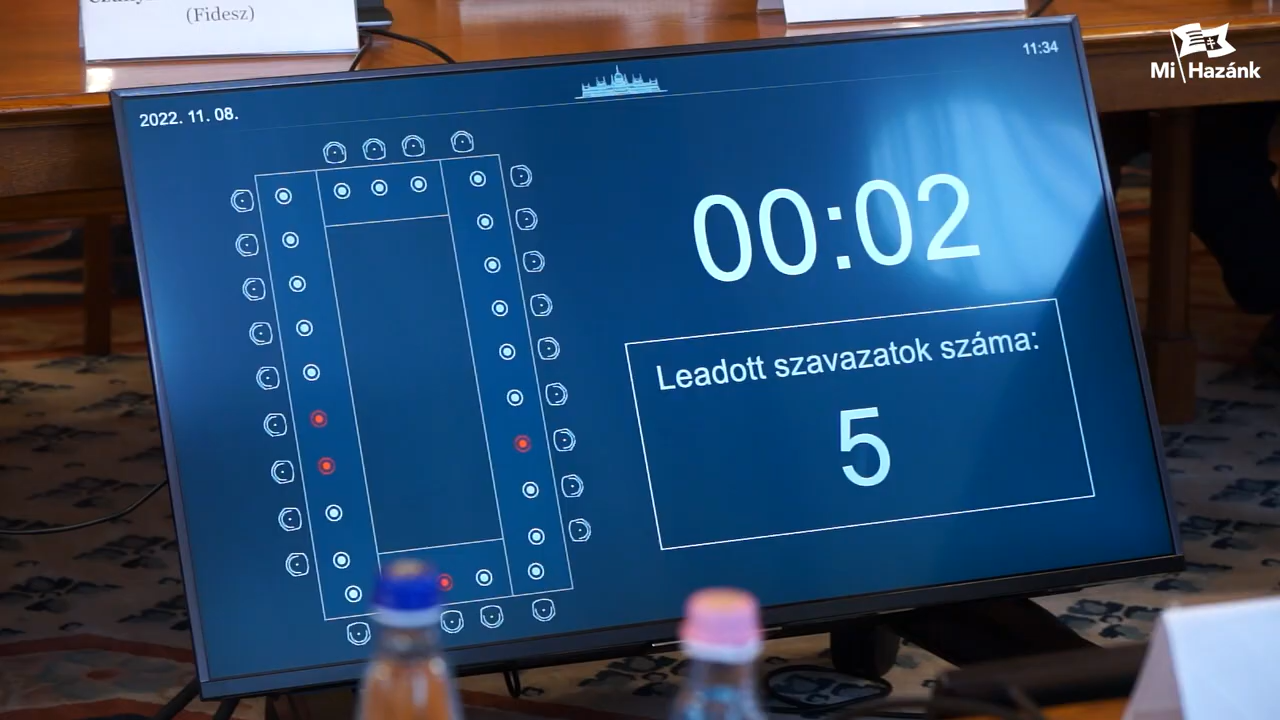 (Fidesz)
Mi Hazánk
11:34
2022. 11. 08.
00:02
Leadott szavazatok száma:
5